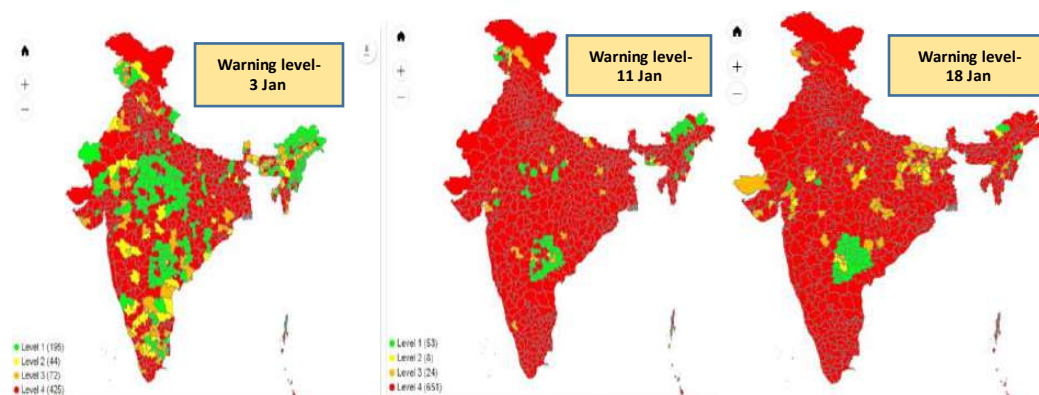 Warning level-
3 Jan
Warning level-
11 Jan
Warning level-
18 Jan
Level 1 (195)
Level 2 (44)
Level 3 (72)
Level 4 (425)
Level 1 (53)
Level 2 (8)
Level 3 (24)
Level 4 (651)